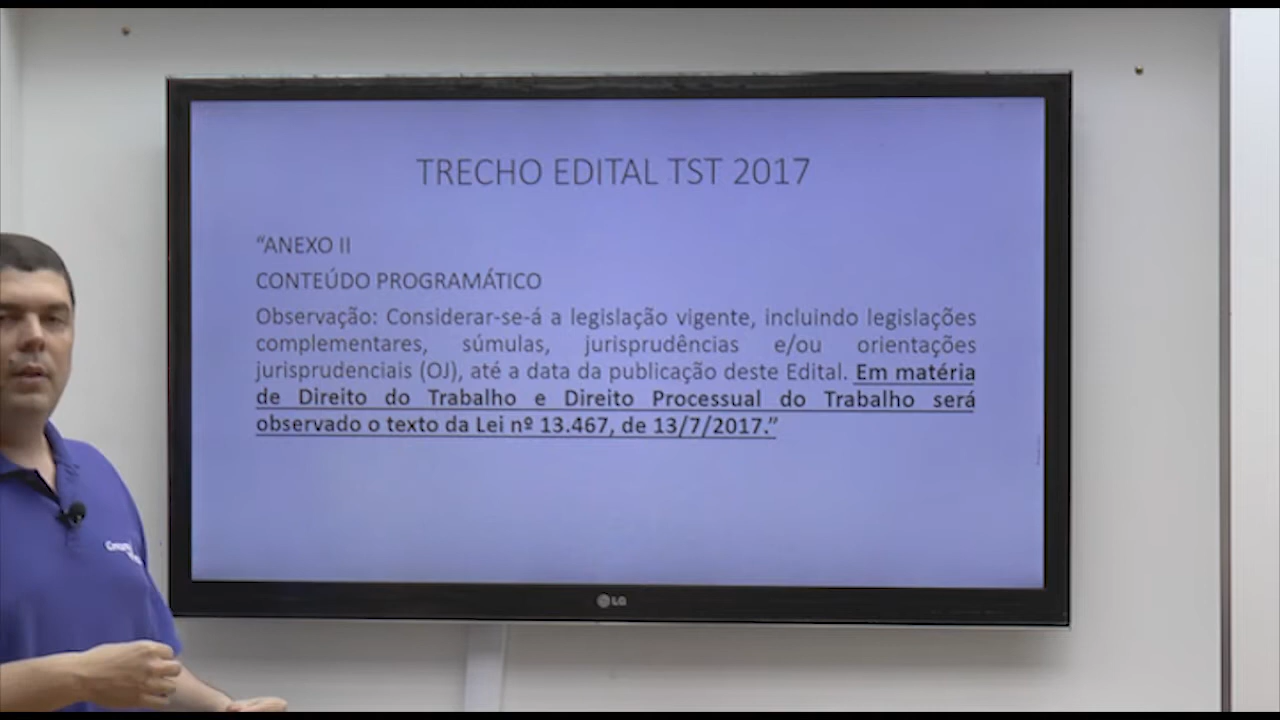 TRECHO EDITAL TST 2017
“ANEXO II
CONTEÚDO PROGRAMÁTICO
Observação: Considerar-se-á a legislação vigente, incluindo legislações
complementares, súmulas, jurisprudências e/ou orientações
jurisprudenciais (OJ), até a data da publicação deste Edital. Em matéria
de Direito do Trabalho e Direito Processual do Trabalho será
observado o texto da Lei nº 13.467, de 13/7/2017.”
LG